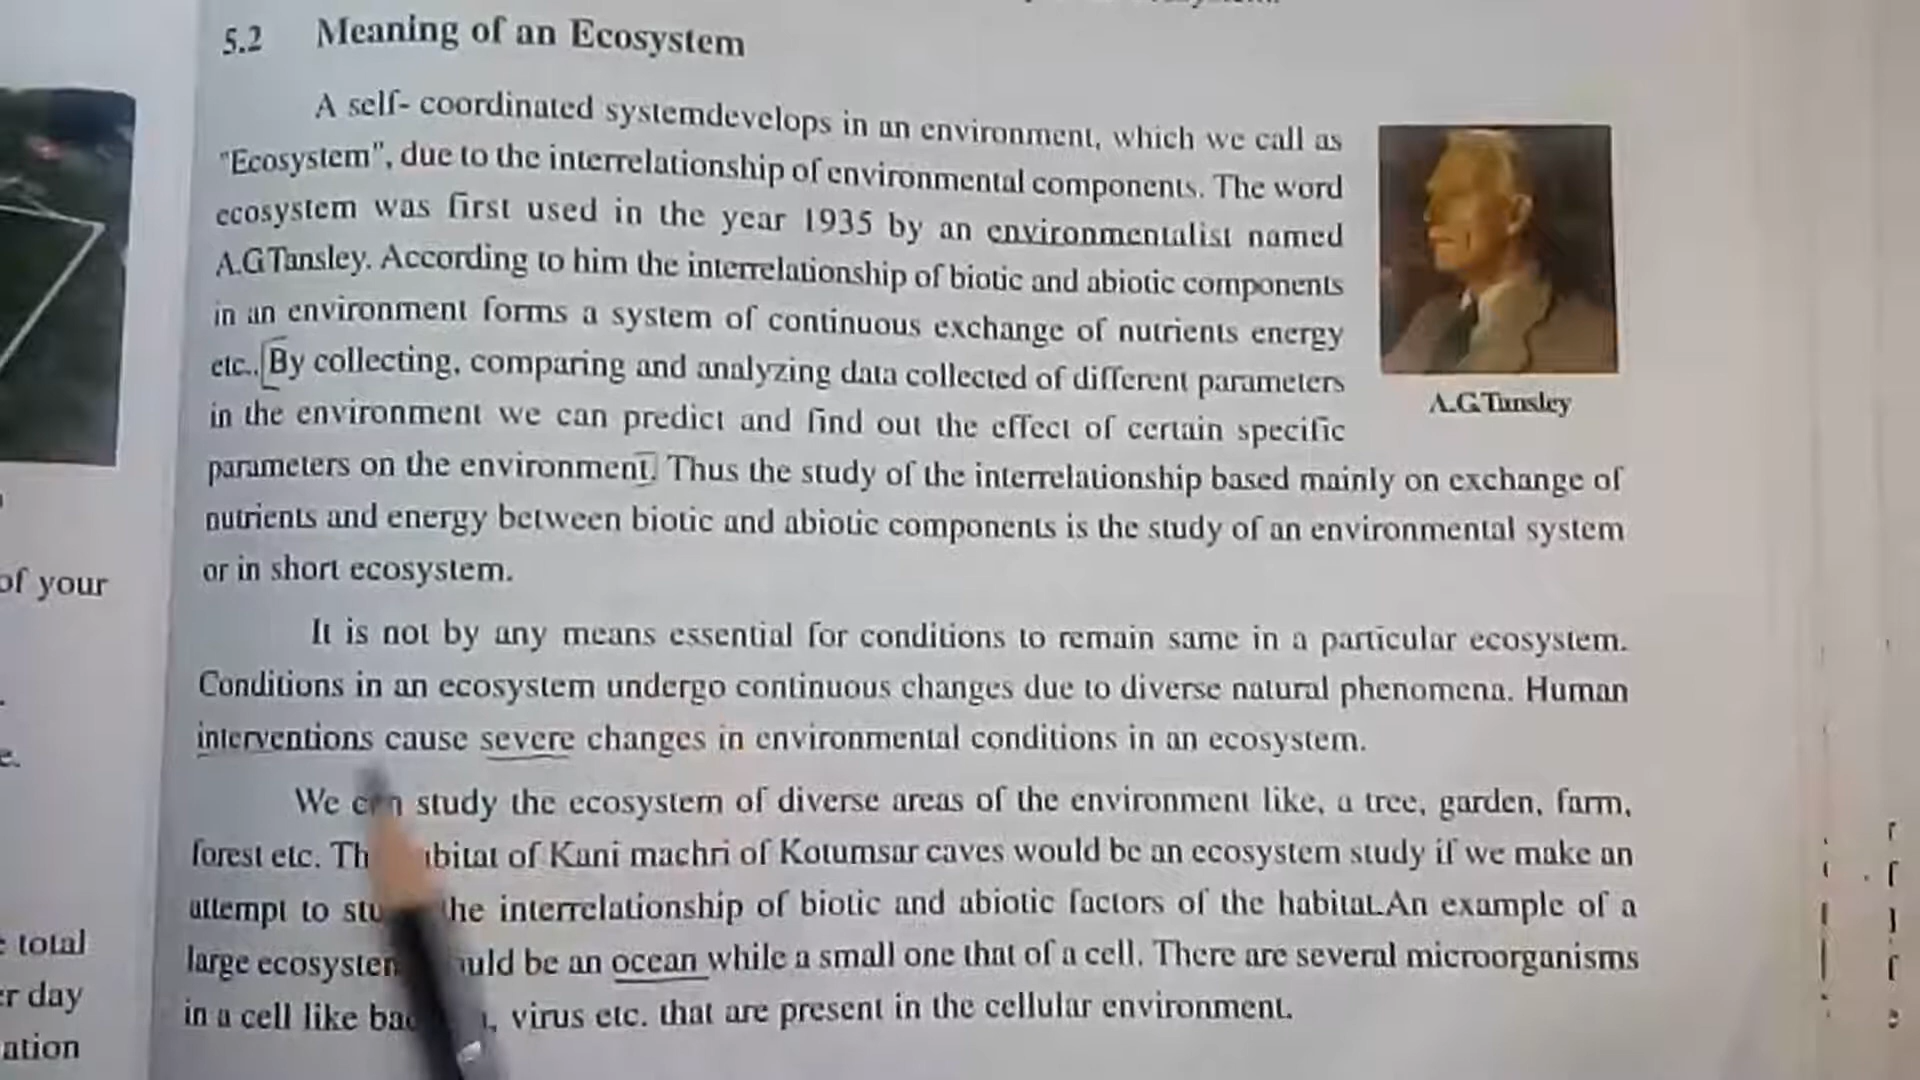 5.2 Meaning of an Ecosystem
A self- coordinated systemdevelops in an environment, which we call as
"Ecosystem", due to the interrelationship of environmental components. The word
ecosystem was first used in the year 1935 by an environmentalist named
A.G Tansley. According to him the interrelationship of biotic and abiotic components
in an environment forms a system of continuous exchange of nutrients energy
etc.. By collecting, comparing and analyzing data collected of different parameters
in the environment we can predict and find out the effect of certain specific
parameters on the environment. Thus the study of the interrelationship based mainly on exchange of
nutrients and energy between biotic and abiotic components is the study of an environmental system
or in short ecosystem.
A.G.Tansley
It is not by any means essential for conditions to remain same in a particular ecosystem.
Conditions in an ecosystem undergo continuous changes due to diverse natural phenomena. Human
interventions cause severe changes in environmental conditions in an ecosystem.
We can study the ecosystem of diverse areas of the environment like, a tree, garden, farm,
forest etc. of Kani machri of Kotumsar caves would be an ecosystem study if we make an
attempt to the interrelationship of biotic and abiotic factors of the habitat.An example of a
large be an ocean while a small one that of a cell. There are several microorganisms
in a cell like virus etc. that are present in the cellular environment.
of your
total
day
ation